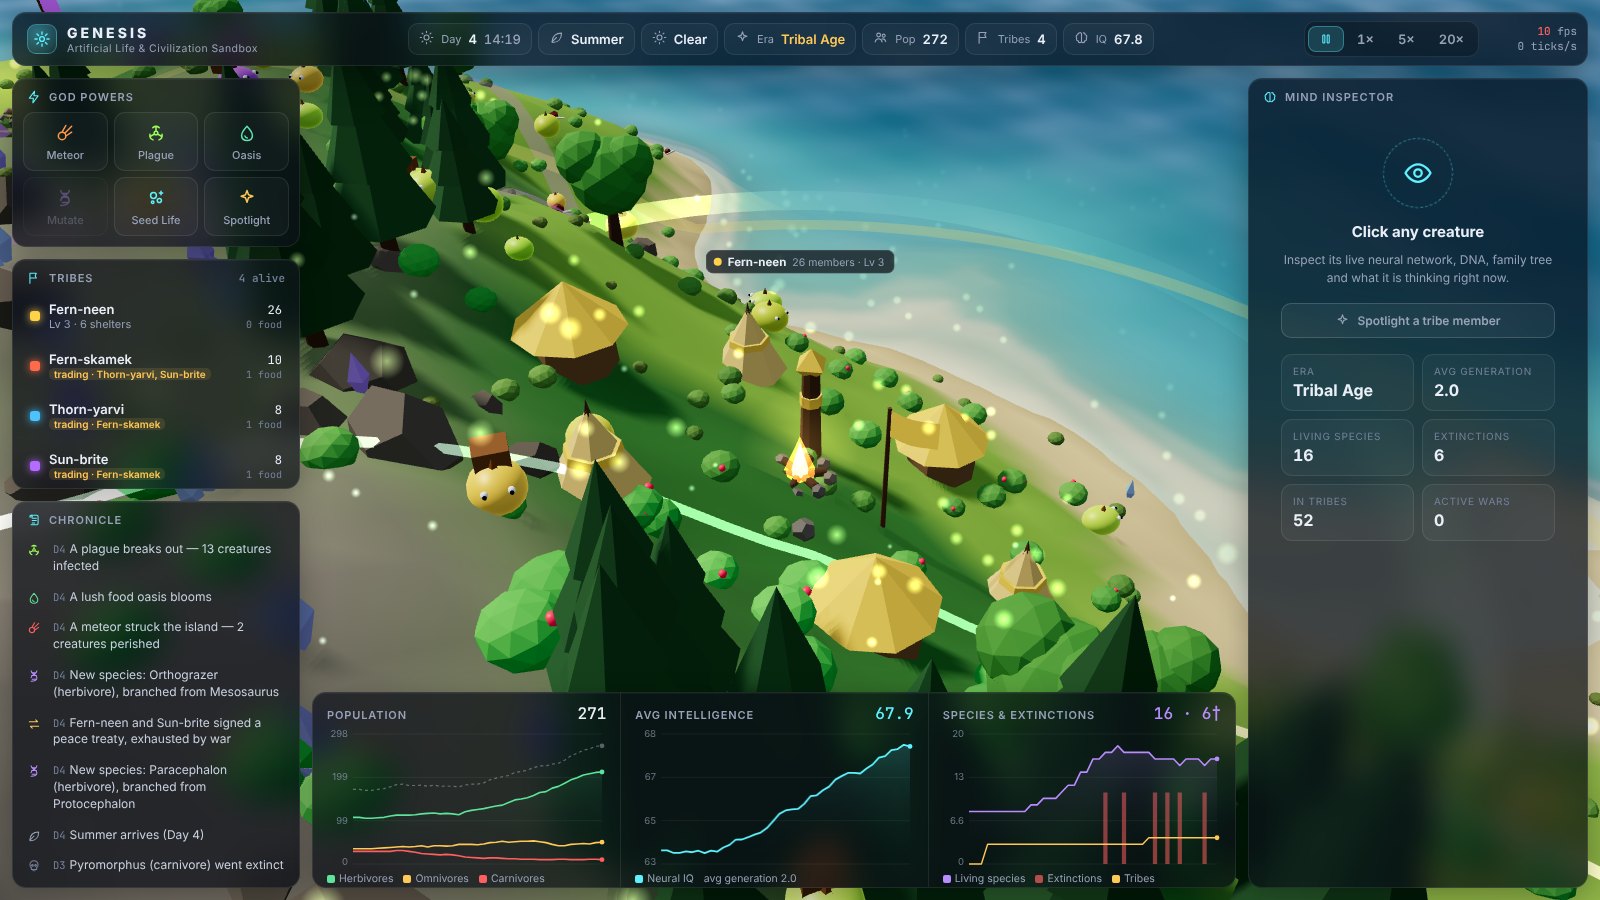 GENESIS
Artificial Life & Civilization Sandbox
Day 4 14:19
Summer
Clear
Era Tribal Age
Pop 272
Tribes 4
IQ 67.8
1×
5×
20×
10 fps
0 ticks/s
GOD POWERS
Meteor
Plague
Oasis
Mutate
Seed Life
Spotlight
TRIBES
4 alive
Fern-neen 26
Lv 3 · 6 shelters 0 food
Fern-skamek 10
trading · Thorn-yarvi, Sun-brite 1 food
Thorn-yarvi 8
trading · Fern-skamek 1 food
Sun-brite 8
trading · Fern-skamek 1 food
CHRONICLE
D4 A plague breaks out — 13 creatures
infected
D4 A lush food oasis blooms
D4 A meteor struck the island — 2
creatures perished
D4 New species: Orthograzer
(herbivore), branched from Mesosaurus
D4 Fern-neen and Sun-brite signed a
peace treaty, exhausted by war
D4 New species: Paracephalon
(herbivore), branched from
Protocephalon
D4 Summer arrives (Day 4)
D3 Pyromorphus (carnivore) went extinct
Fern-neen 26 members · Lv 3
POPULATION 271
298
199
99
0
Herbivores Omnivores Carnivores
AVG INTELLIGENCE 67.9
68
67
65
63
Neural IQ avg generation 2.0
SPECIES & EXTINCTIONS 16 · 6†
20
13
6.6
0
Living species Extinctions Tribes
MIND INSPECTOR
Click any creature
Inspect its live neural network, DNA, family tree
and what it is thinking right now.
Spotlight a tribe member
ERA
Tribal Age
AVG GENERATION
2.0
LIVING SPECIES
16
EXTINCTIONS
6
IN TRIBES
52
ACTIVE WARS
0